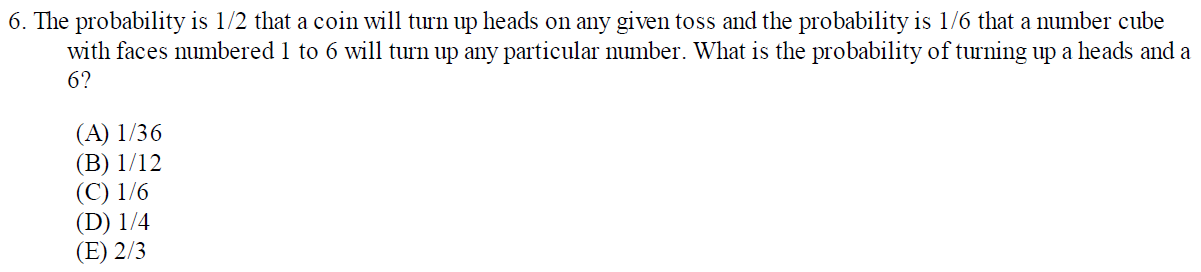 6. The probability is 1/2 that a coin will turn up heads on any given toss and the probability is 1/6 that a number cube
with faces numbered 1 to 6 will turn up any particular number. What is the probability of turning up a heads and a
6?
(A) 1/36
(B) 1/12
(C) 1/6
(D) 1/4
(E) 2/3